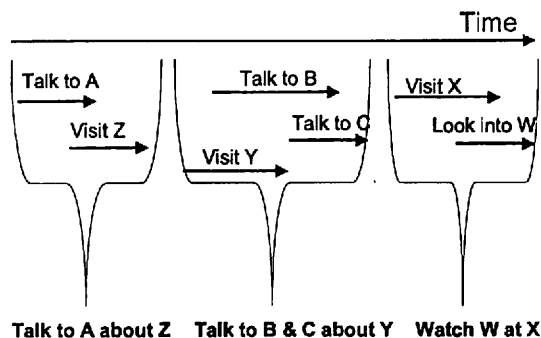 Time
Talk to A
Visit Z
Talk to B
Talk to C
Visit Y
Visit X
Look into W
Talk to A about Z
Talk to B & C about Y
Watch W at X